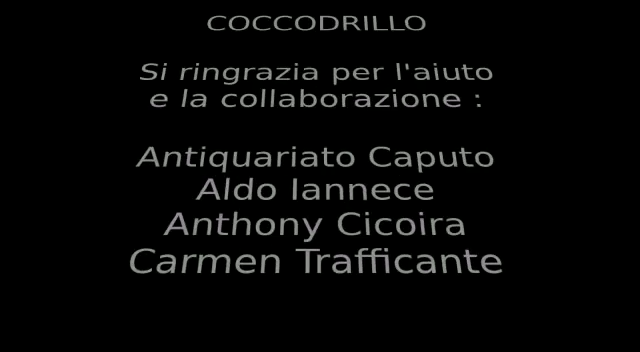 COCCODRILLO
Si ringrazia per l'aiuto
e la collaborazione :
Antiquariato Caputo
Aldo Iannece
Anthony Cicoira
Carmen Trafficante